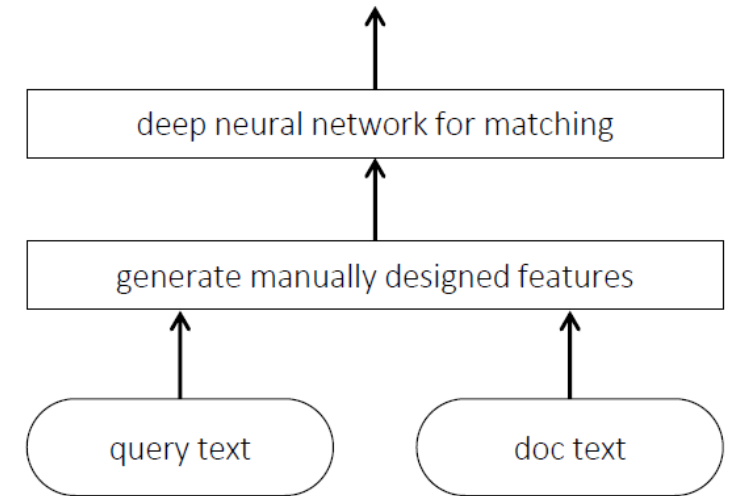 deep neural network for matching
generate manually designed features
query text
doc text